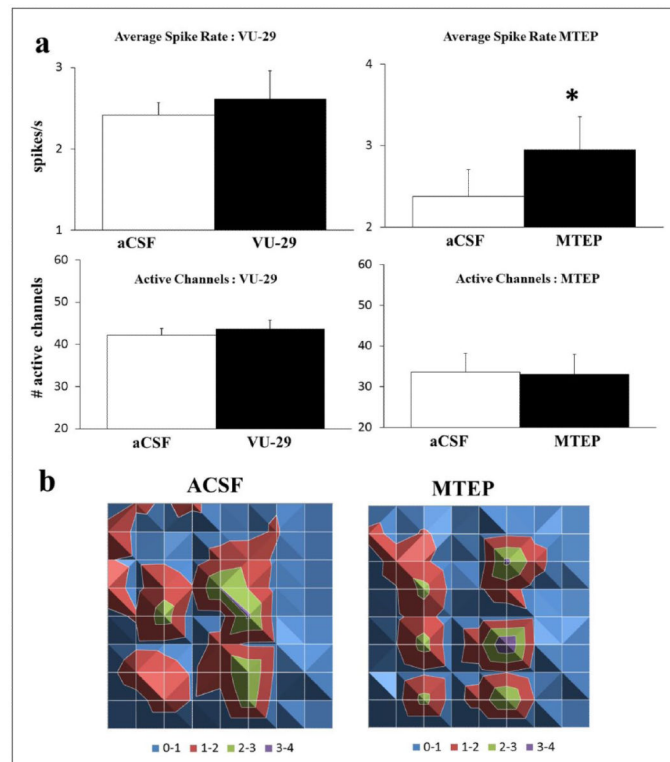 a
Average Spike Rate : VU-29
3
2
1
spikes/s
aCSF
VU-29
Average Spike Rate MTEP
4
3
2
*
aCSF
MTEP
Active Channels : VU-29
60
50
40
30
20
# active channels
aCSF
VU-29
Active Channels : MTEP
60
50
40
30
20
aCSF
MTEP
b
ACSF
0-1 1-2 2-3 3-4
MTEP
0-1 1-2 2-3 3-4